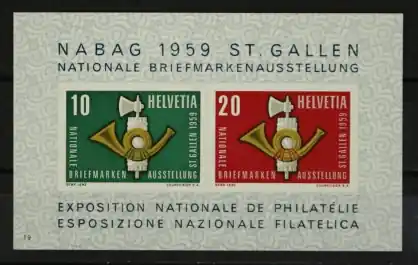 NABAG 1959 ST. GALLEN
NATIONALE BRIEFMARKENAUSSTELLUNG
10 HELVETIA
NATIONALE
BRIEFMARKEN AUSSTELLUNG
ST. GALLEN 1959
20 HELVETIA
NATIONALE
BRIEFMARKEN AUSSTELLUNG
ST. GALLEN 1959
EXPOSITION NATIONALE DE PHILATÉLIE
ESPOSIZIONE NAZIONALE FILATELICA